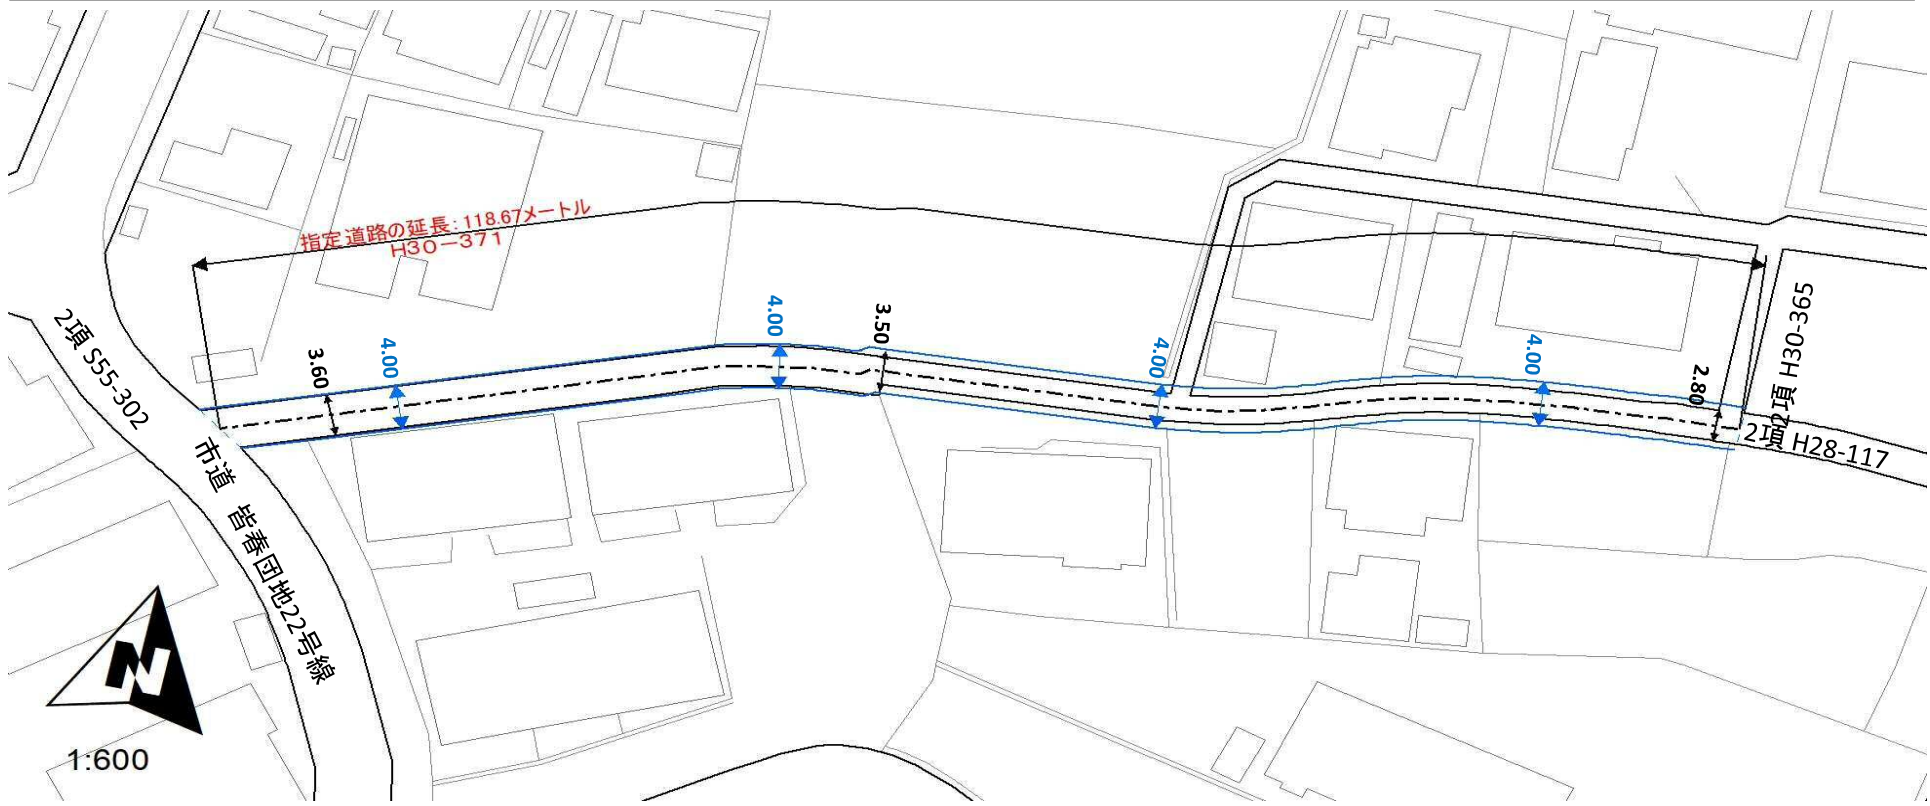 指定道路の延長：118.67メートル
H30－371
2項 S55-302
3.60
4.00
4.00
3.50
4.00
4.00
2.80
2項 H30-365
2項 H28-117
市道 皆春団地22号線
N
1:600